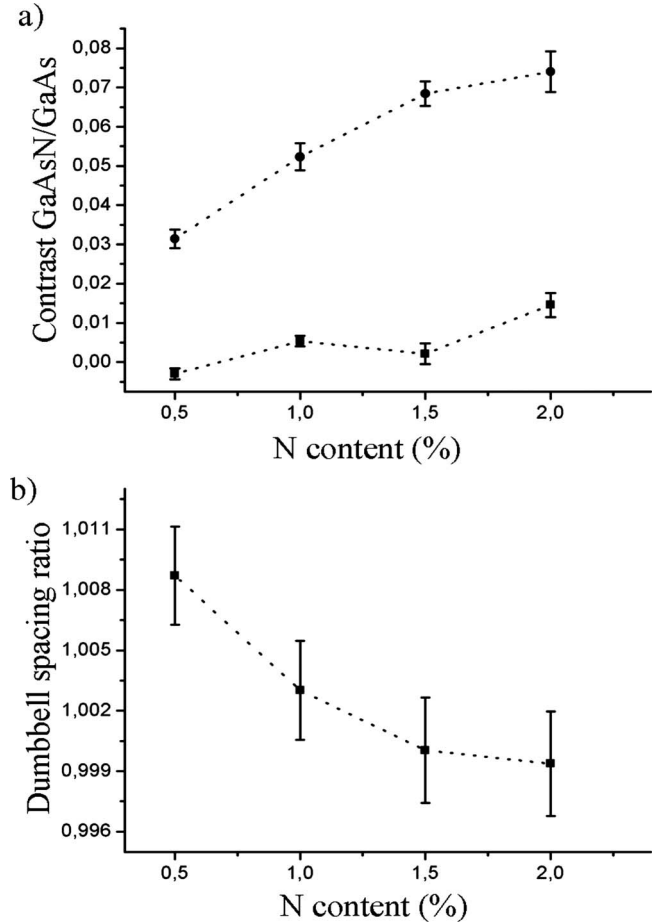 a)
Contrast GaAsN/GaAs
0,08
0,07
0,06
0,05
0,04
0,03
0,02
0,01
0,00
0,5 1,0 1,5 2,0
N content (%)
b)
Dumbbell spacing ratio
1,011
1,008
1,005
1,002
0,999
0,996
0,5 1,0 1,5 2,0
N content (%)